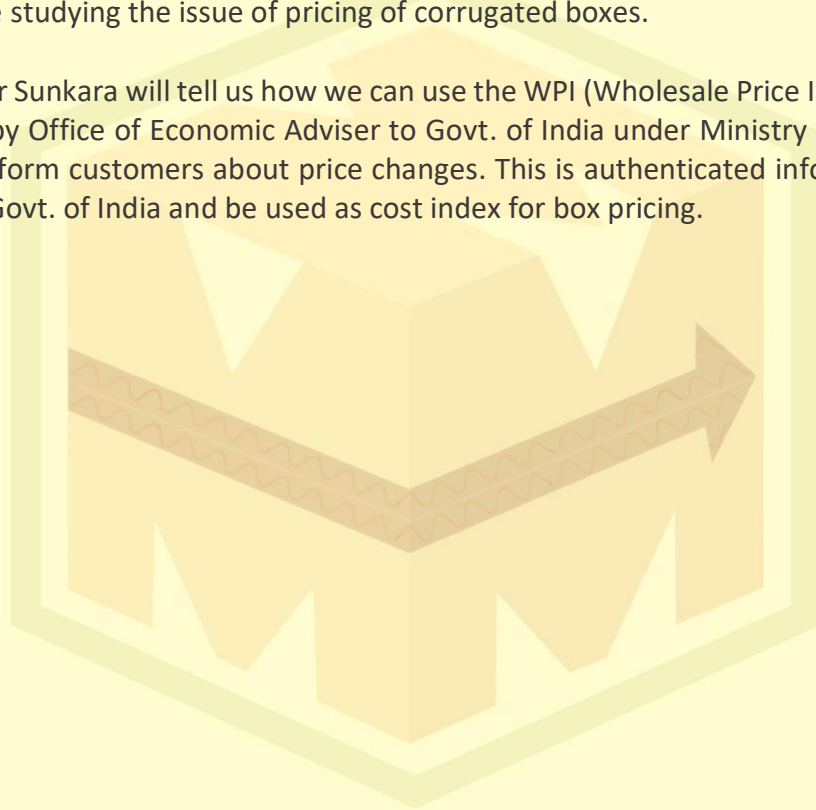 studying the issue of pricing of corrugated boxes.
Sunkara will tell us how we can use the WPI (Wholesale Price
by Office of Economic Adviser to Govt. of India under Ministry
form customers about price changes. This is authenticated
Govt. of India and be used as cost index for box pricing.